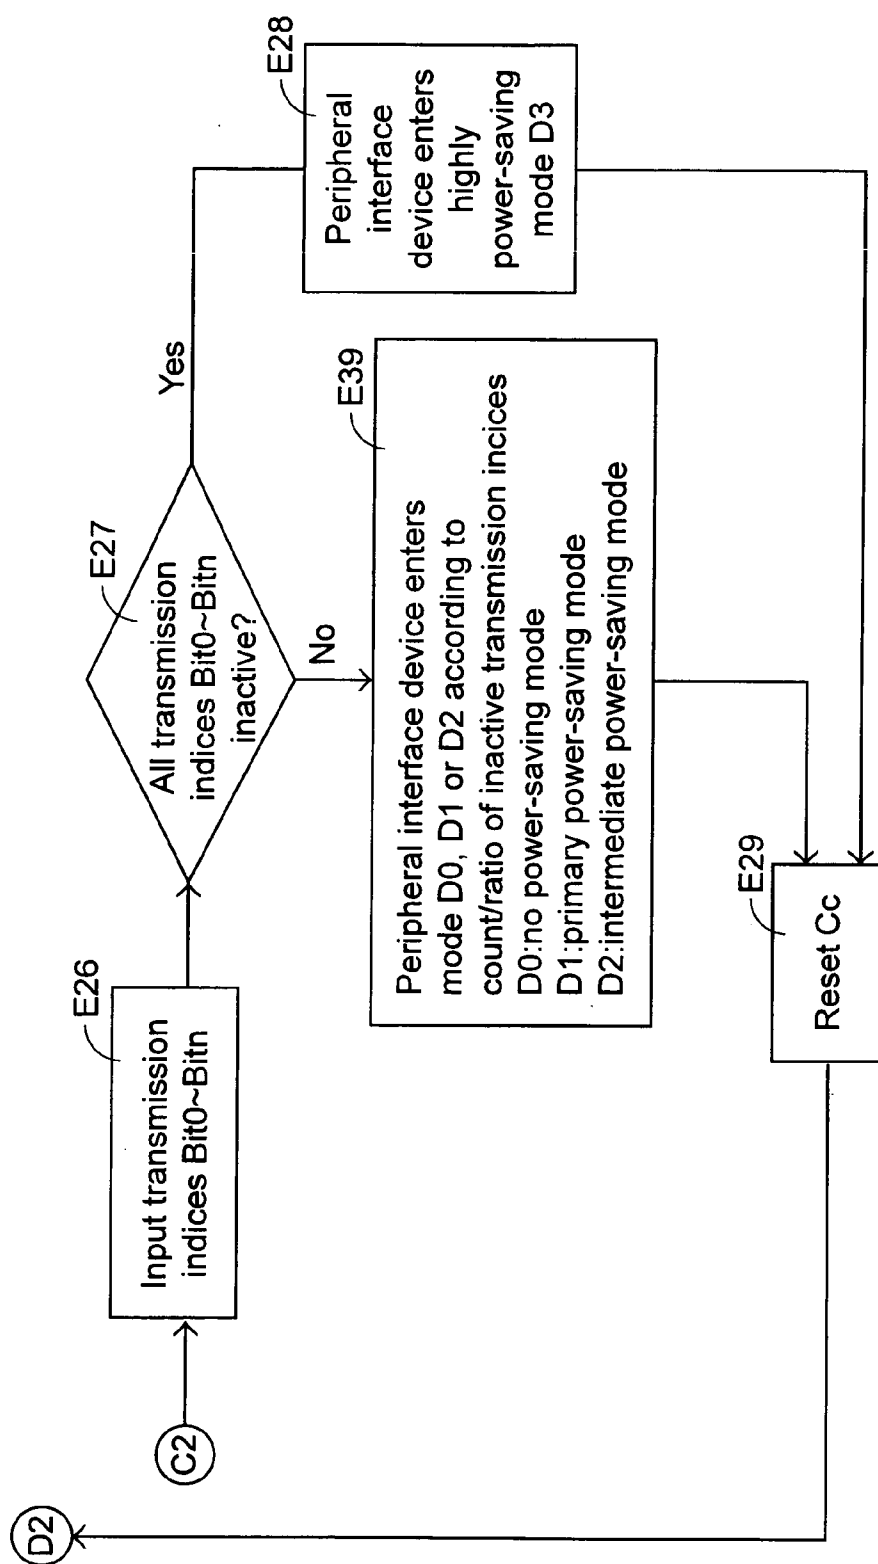 D2
C2
E26
Input transmission
indices Bit0~Bitn
E27
All transmission
indices Bit0~Bitn
inactive?
Yes
No
E28
Peripheral
interface
device enters
highly
power-saving
mode D3
E39
Peripheral interface device enters
mode D0, D1 or D2 according to
count/ratio of inactive transmission incices
D0:no power-saving mode
D1:primary power-saving mode
D2:intermediate power-saving mode
E29
Reset Cc